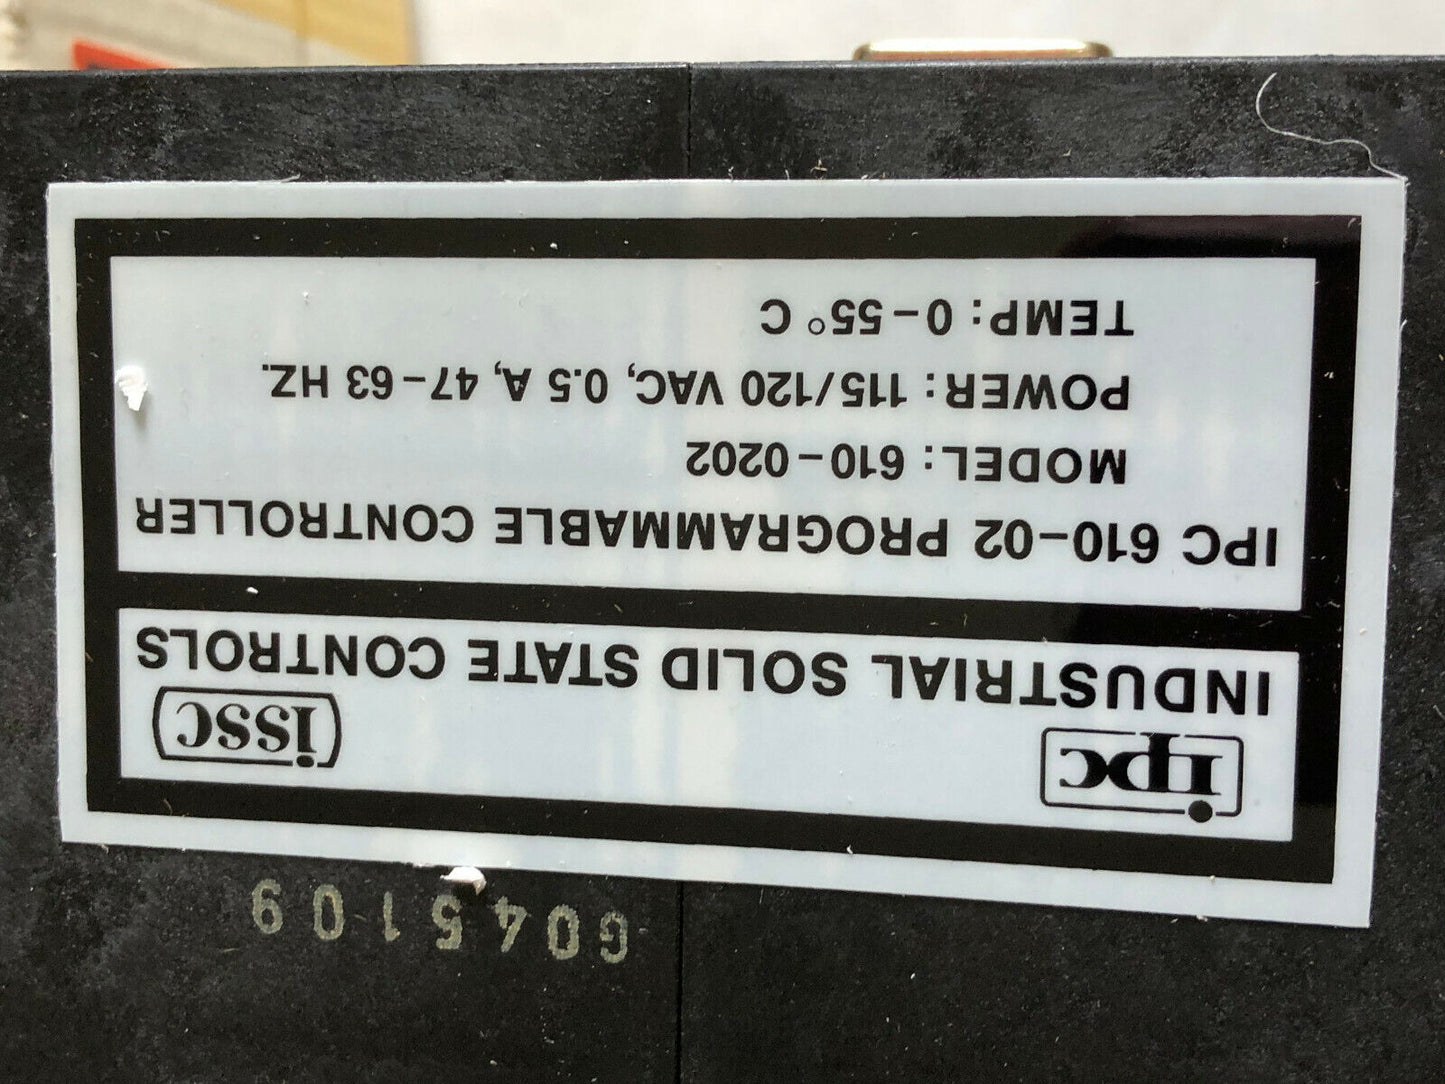 G045109
ipc issc
INDUSTRIAL SOLID STATE CONTROLS
IPC 610-02 PROGRAMMABLE CONTROLLER
MODEL: 610-0202
POWER: 115/120 VAC, 0.5 A, 47-63 HZ.
TEMP: 0-55° C